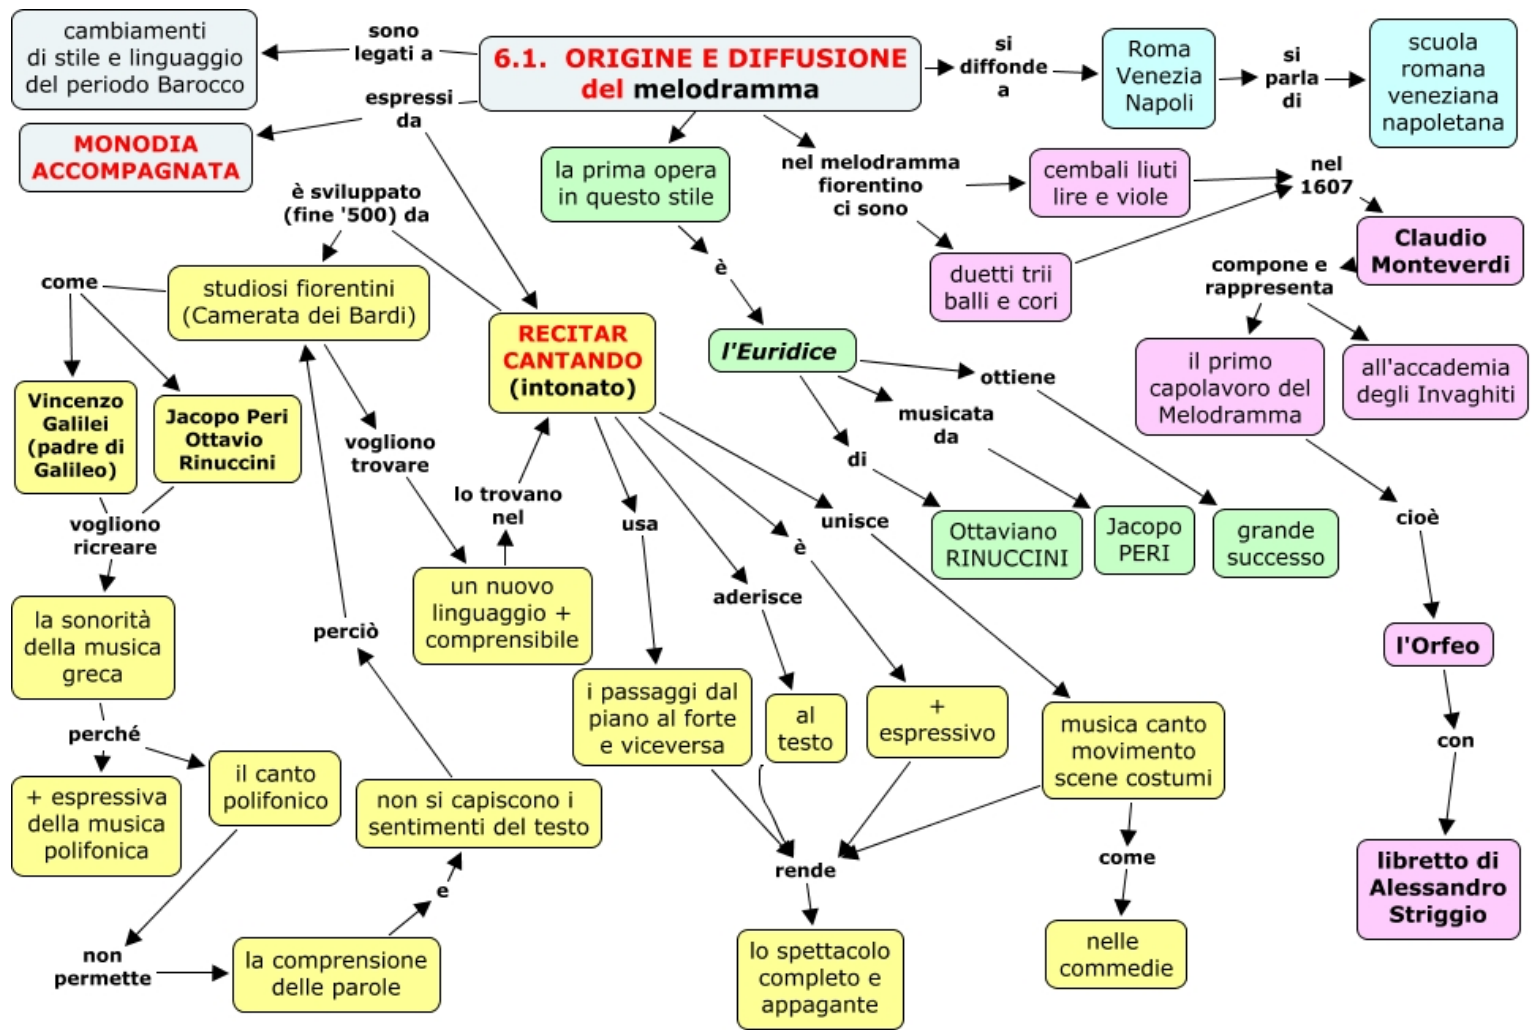 cambiamenti
di stile e linguaggio
del periodo Barocco
sono
legati a
6.1. ORIGINE E DIFFUSIONE
del melodramma
si
diffonde
a
Roma
Venezia
Napoli
si
parla
di
scuola
romana
veneziana
napoletana
espressi
da
MONODIA
ACCOMPAGNATA
la prima opera
in questo stile
nel melodramma
fiorentino
ci sono
cembali liuti
lire e viole
nel
1607
è sviluppato
(fine '500) da
Claudio
Monteverdi
duetti trii
balli e cori
compone e
rappresenta
è
come
studiosi fiorentini
(Camerata dei Bardi)
RECITAR
CANTANDO
(intonato)
l'Euridice
ottiene
il primo
capolavoro del
Melodramma
all'accademia
degli Invaghiti
Vincenzo
Galilei
(padre di
Galileo)
Jacopo Peri
Ottavio
Rinuccini
vogliono
trovare
musicata
da
di
lo trovano
nel
usa
è
unisce
Ottaviano
RINUCCINI
Jacopo
PERI
grande
successo
cioè
vogliono
ricreare
un nuovo
linguaggio +
comprensibile
aderisce
la sonorità
della musica
greca
perciò
l'Orfeo
i passaggi dal
piano al forte
e viceversa
al
testo
+
espressivo
musica canto
movimento
scene costumi
con
perché
il canto
polifonico
+ espressiva
della musica
polifonica
non si capiscono i
sentimenti del testo
rende
come
libretto di
Alessandro
Striggio
e
non
permette
la comprensione
delle parole
lo spettacolo
completo e
appagante
nelle
commedie